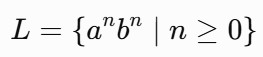 L = {aⁿbⁿ | n ≥ 0}